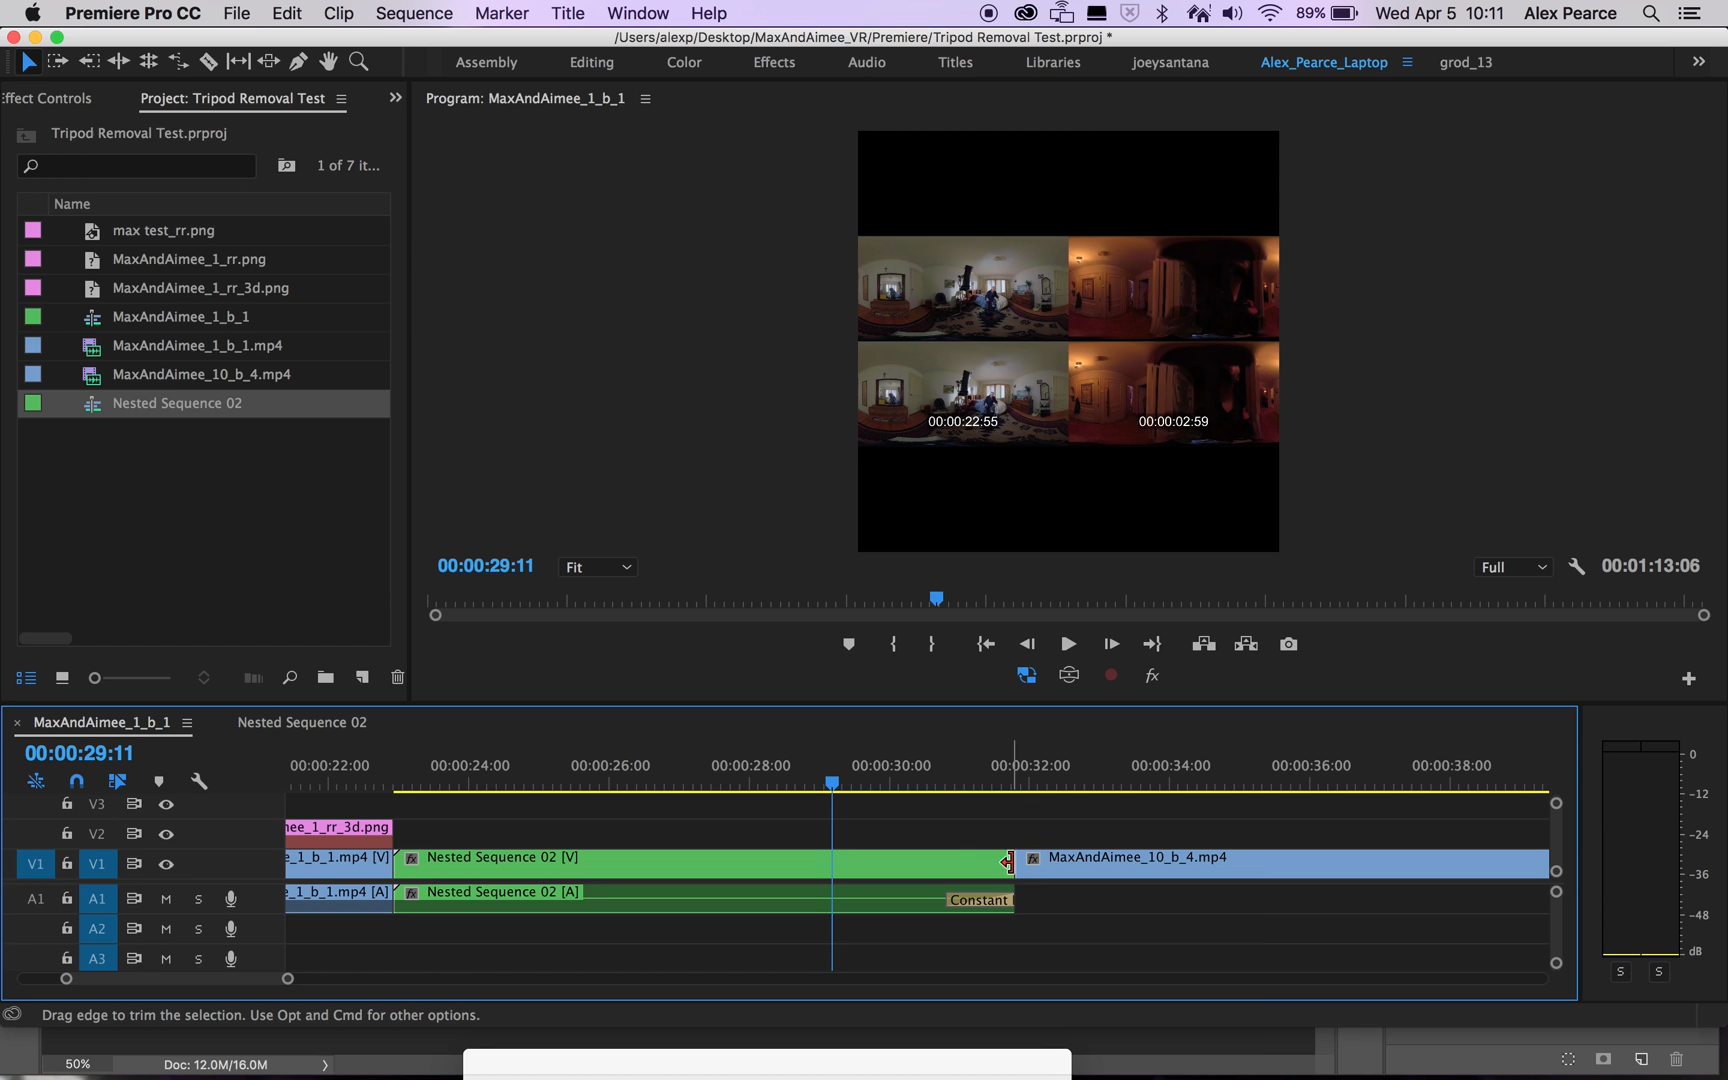 Premiere Pro CC File Edit Clip Sequence Marker Title Window Help 89% Wed Apr 5 10:11 Alex Pearce
/Users/alexp/Desktop/MaxAndAimee_VR/Premiere/Tripod Removal Test.prproj *
Assembly Editing Color Effects Audio Titles Libraries joeysantana Alex_Pearce_Laptop grod_13
Effect Controls Project: Tripod Removal Test Program: MaxAndAimee_1_b_1
Tripod Removal Test.prproj
1 of 7 it...
Name
max test_rr.png
MaxAndAimee_1_rr.png
MaxAndAimee_1_rr_3d.png
MaxAndAimee_1_b_1
MaxAndAimee_1_b_1.mp4
MaxAndAimee_10_b_4.mp4
Nested Sequence 02
00:00:22:55 00:00:02:59
00:00:29:11 Fit Full 00:01:13:06
fx
MaxAndAimee_1_b_1 Nested Sequence 02
00:00:29:11
00:00:22:00 00:00:24:00 00:00:26:00 00:00:28:00 00:00:30:00 00:00:32:00 00:00:34:00 00:00:36:00 00:00:38:00
V3
V2 nee_1_rr_3d.png
V1 V1 e_1_b_1.mp4 [V] fx Nested Sequence 02 [V] fx MaxAndAimee_10_b_4.mp4
A1 A1 M S e_1_b_1.mp4 [A] fx Nested Sequence 02 [A] Constant
A2 M S
A3 M S
0
-12
-24
-36
-48
dB
S S
Drag edge to trim the selection. Use Opt and Cmd for other options.
50% Doc: 12.0M/16.0M